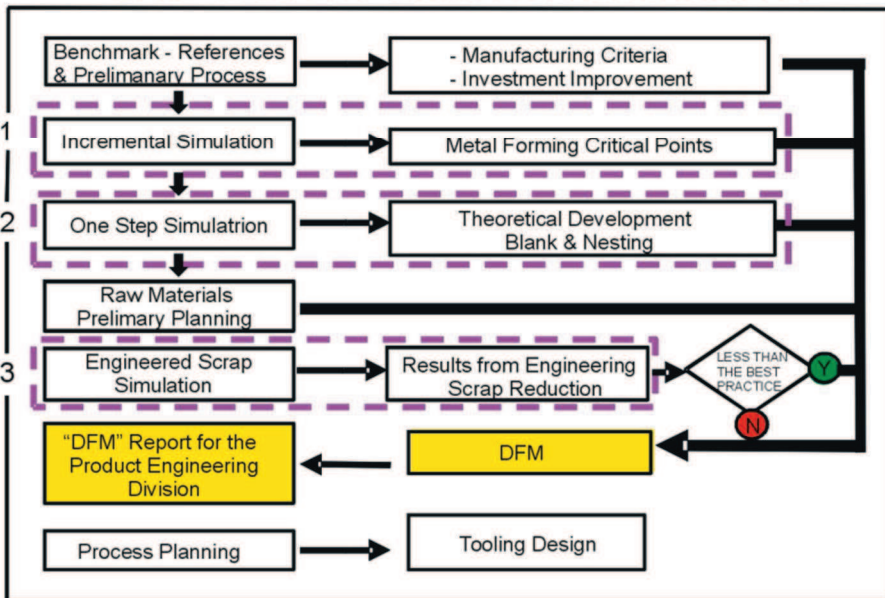 Benchmark - References
& Prelimanary Process
- Manufacturing Criteria
- Investment Improvement
1
Incremental Simulation
Metal Forming Critical Points
2
One Step Simulatrion
Theoretical Development
Blank & Nesting
Raw Materials
Prelimary Planning
3
Engineered Scrap
Simulation
Results from Engineering
Scrap Reduction
LESS THAN
THE BEST
PRACTICE
Y
N
“DFM” Report for the
Product Engineering
Division
DFM
Process Planning
Tooling Design